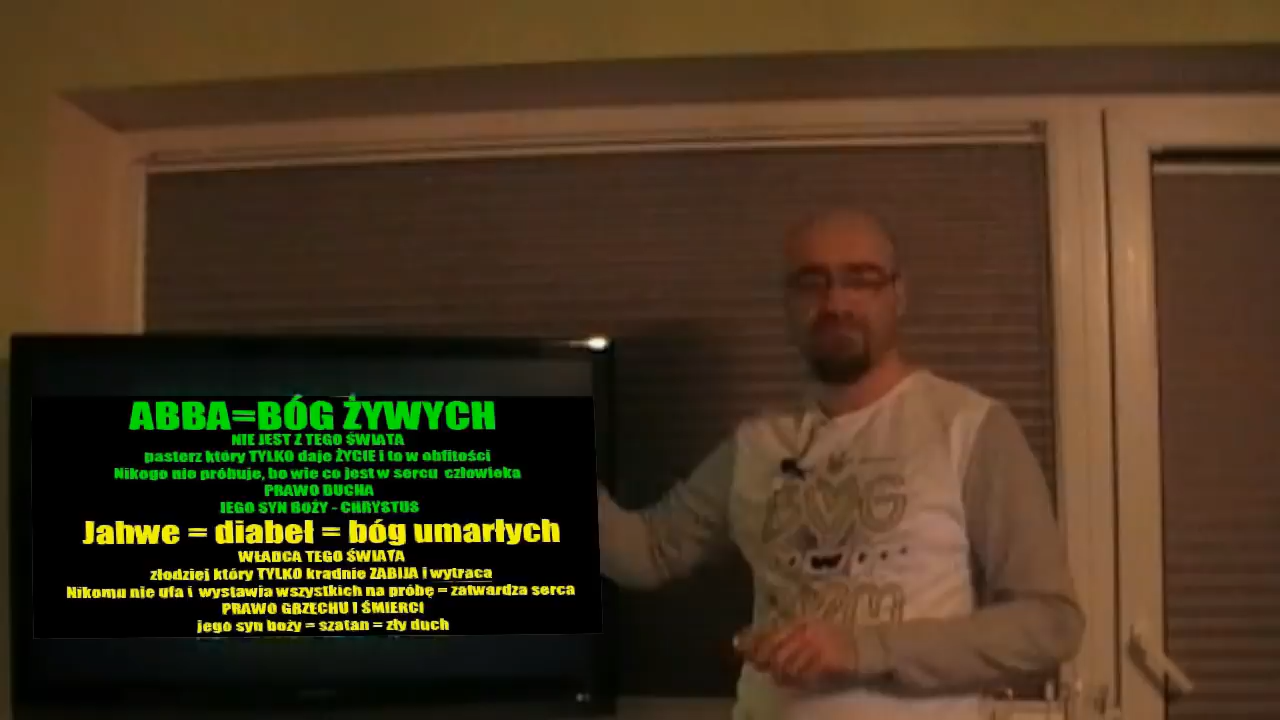 ABBA=BÓG ŻYWYCH
NIE JEST Z TEGO ŚWIATA
pasterz który TYLKO daje ŻYCIE i to w obfitości
Nikogo nie próbuje, bo wie co jest w sercu człowieka
PRAWO DUCHA
JEGO SYN BOŻY - CHRYSTUS
Jahwe = diabeł = bóg umarłych
WŁADCA TEGO ŚWIATA
złodziej który TYLKO kradnie ZABIJA i wytraca
Nikomu nie ufa i wystawia wszystkich na próbę = zatwardza serca
PRAWO GRZECHU I ŚMIERCI
jego syn boży = szatan = zły duch